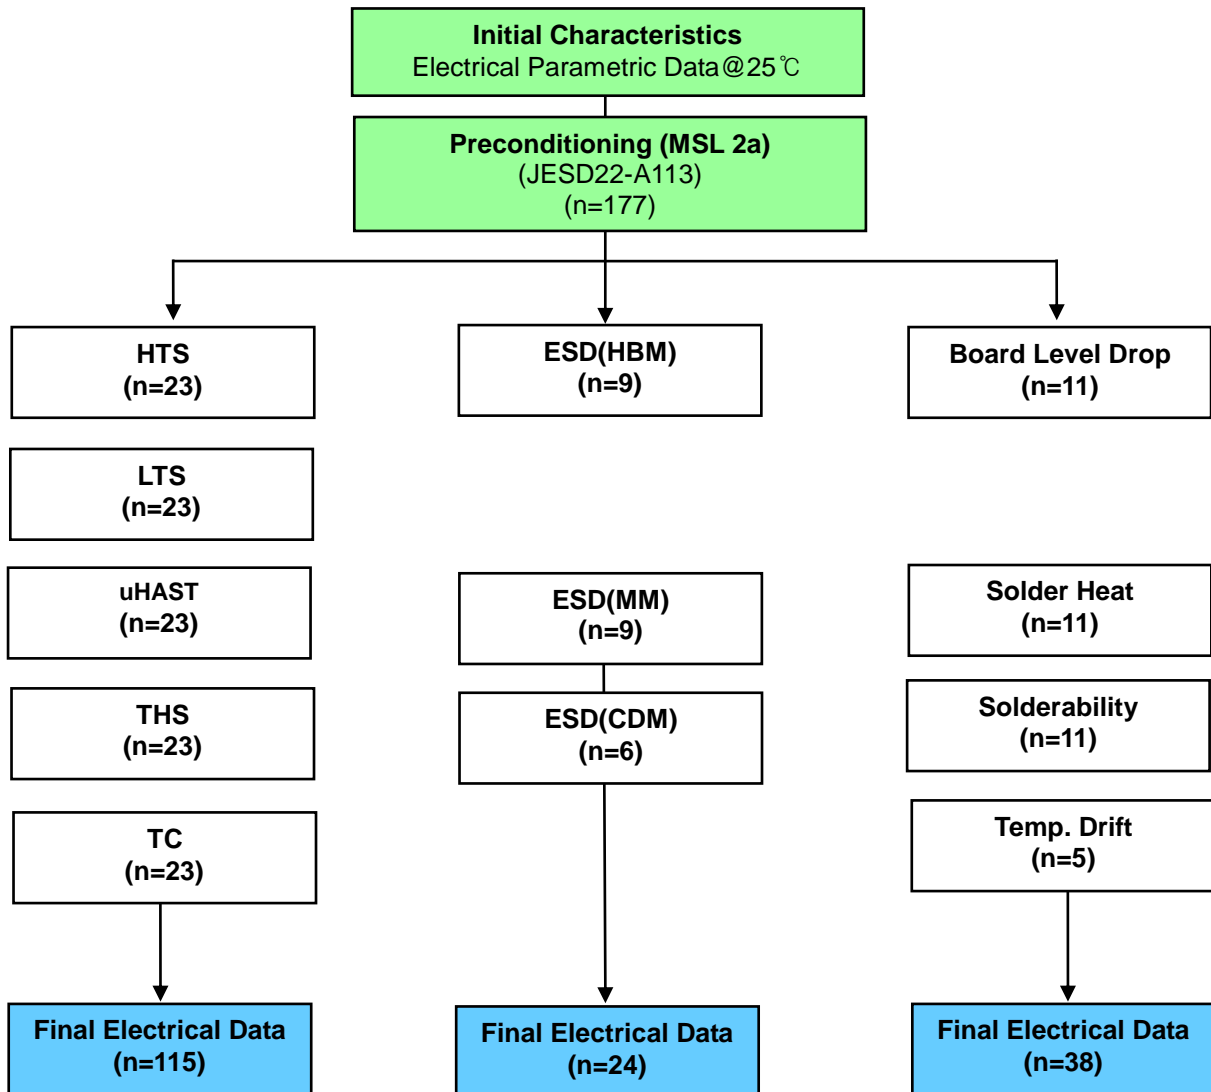 Initial Characteristics
Electrical Parametric Data@25℃
Preconditioning (MSL 2a)
(JESD22-A113)
(n=177)
HTS
(n=23)
LTS
(n=23)
uHAST
(n=23)
THS
(n=23)
TC
(n=23)
Final Electrical Data
(n=115)
ESD(HBM)
(n=9)
ESD(MM)
(n=9)
ESD(CDM)
(n=6)
Final Electrical Data
(n=24)
Board Level Drop
(n=11)
Solder Heat
(n=11)
Solderability
(n=11)
Temp. Drift
(n=5)
Final Electrical Data
(n=38)